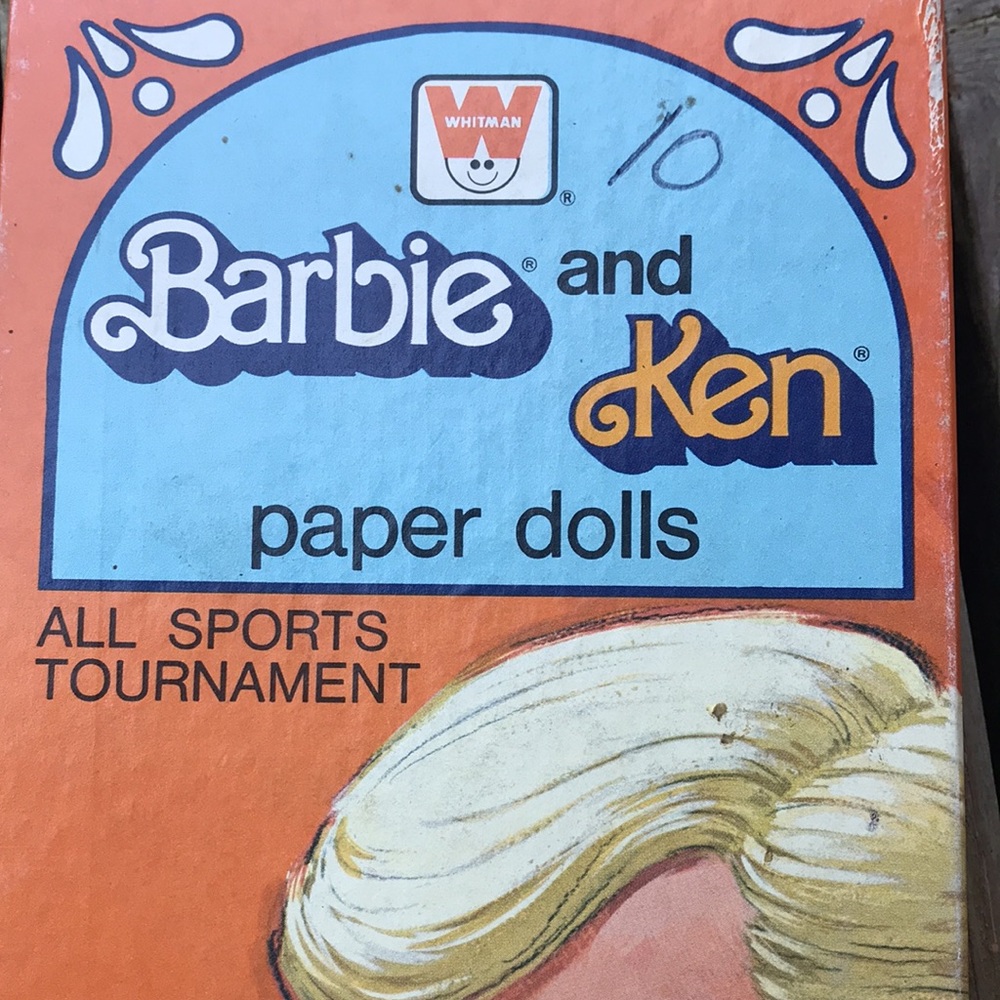 WHITMAN
®
10
Barbie® and
Ken®
paper dolls
ALL SPORTS
TOURNAMENT